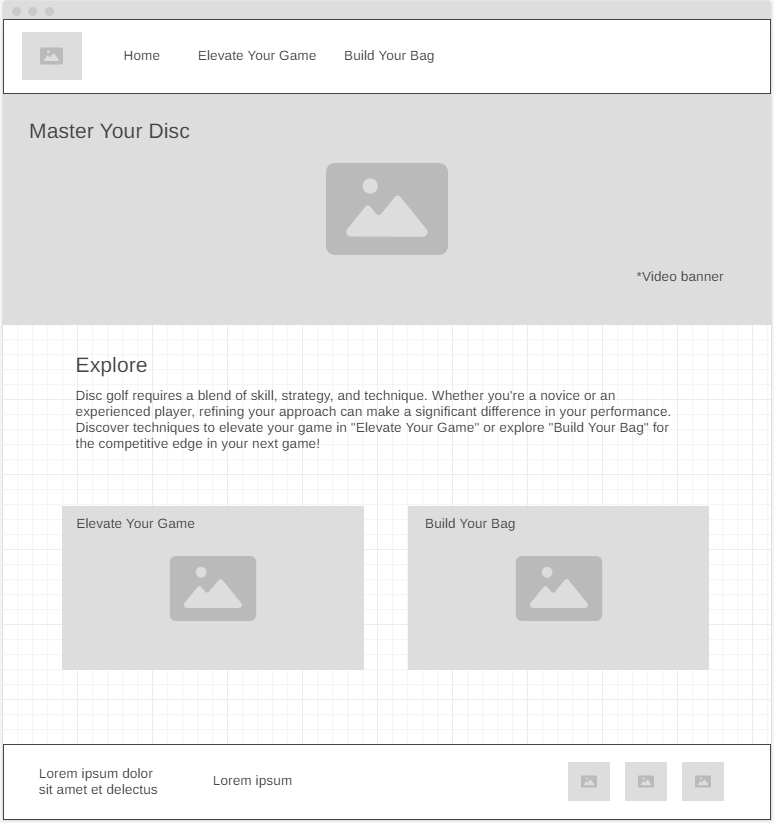 Home
Elevate Your Game
Build Your Bag
Master Your Disc
*Video banner
Explore
Disc golf requires a blend of skill, strategy, and technique. Whether you're a novice or an
experienced player, refining your approach can make a significant difference in your performance.
Discover techniques to elevate your game in "Elevate Your Game" or explore "Build Your Bag" for
the competitive edge in your next game!
Elevate Your Game
Build Your Bag
Lorem ipsum dolor
sit amet et delectus
Lorem ipsum